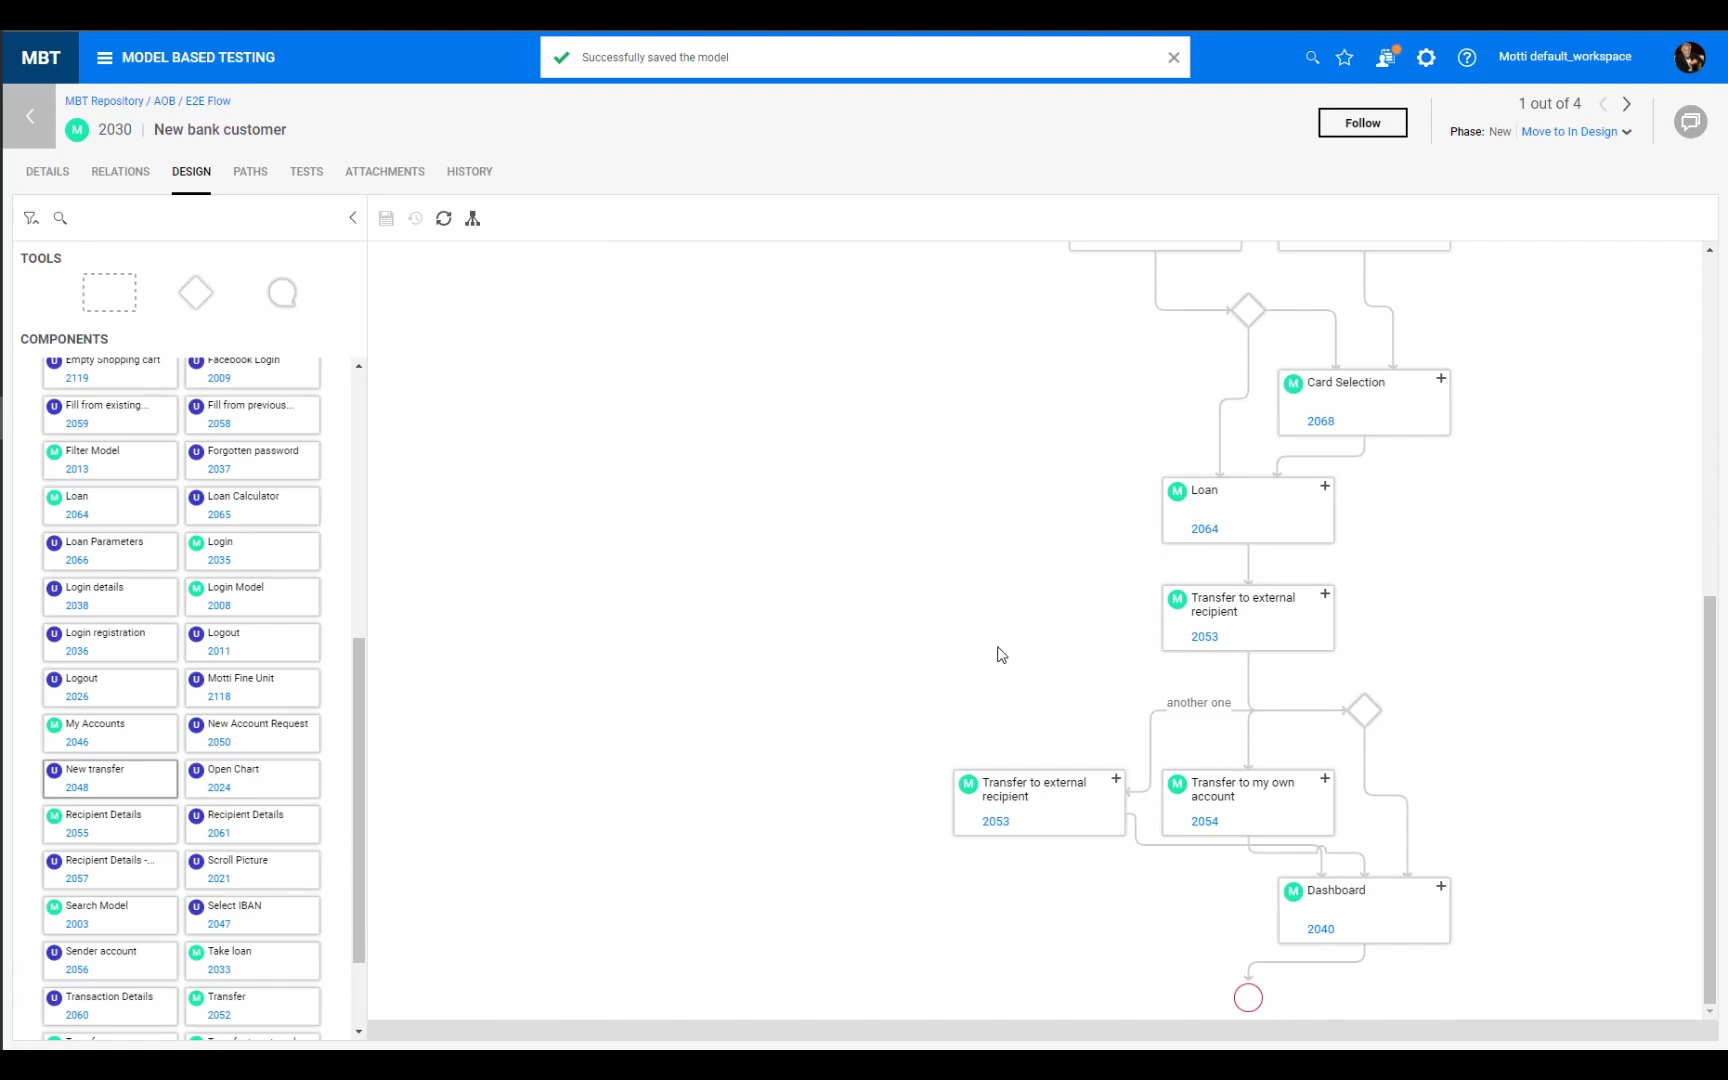 MBT
MODEL BASED TESTING
Successfully saved the model
Motti default_workspace
MBT Repository / AOB / E2E Flow
M 2030 New bank customer
Follow
1 out of 4
Phase: New Move to In Design
DETAILS RELATIONS DESIGN PATHS TESTS ATTACHMENTS HISTORY
TOOLS
COMPONENTS
U Empty Shopping cart
2119
U Facebook Login
2009
U Fill from existing...
2059
U Fill from previous...
2058
M Filter Model
2013
U Forgotten password
2037
M Loan
2064
U Loan Calculator
2065
U Loan Parameters
2066
M Login
2035
U Login details
2038
M Login Model
2008
U Login registration
2036
U Logout
2011
U Logout
2026
U Motti Fine Unit
2118
M My Accounts
2046
U New Account Request
2050
U New transfer
2048
U Open Chart
2024
M Recipient Details
2055
U Recipient Details
2061
U Recipient Details -...
2057
U Scroll Picture
2021
M Search Model
2003
U Select IBAN
2047
U Sender account
2056
M Take loan
2033
U Transaction Details
2060
M Transfer
2052
M Card Selection
2068
M Loan
2064
M Transfer to external
recipient
2053
another one
M Transfer to external
recipient
2053
M Transfer to my own
account
2054
M Dashboard
2040